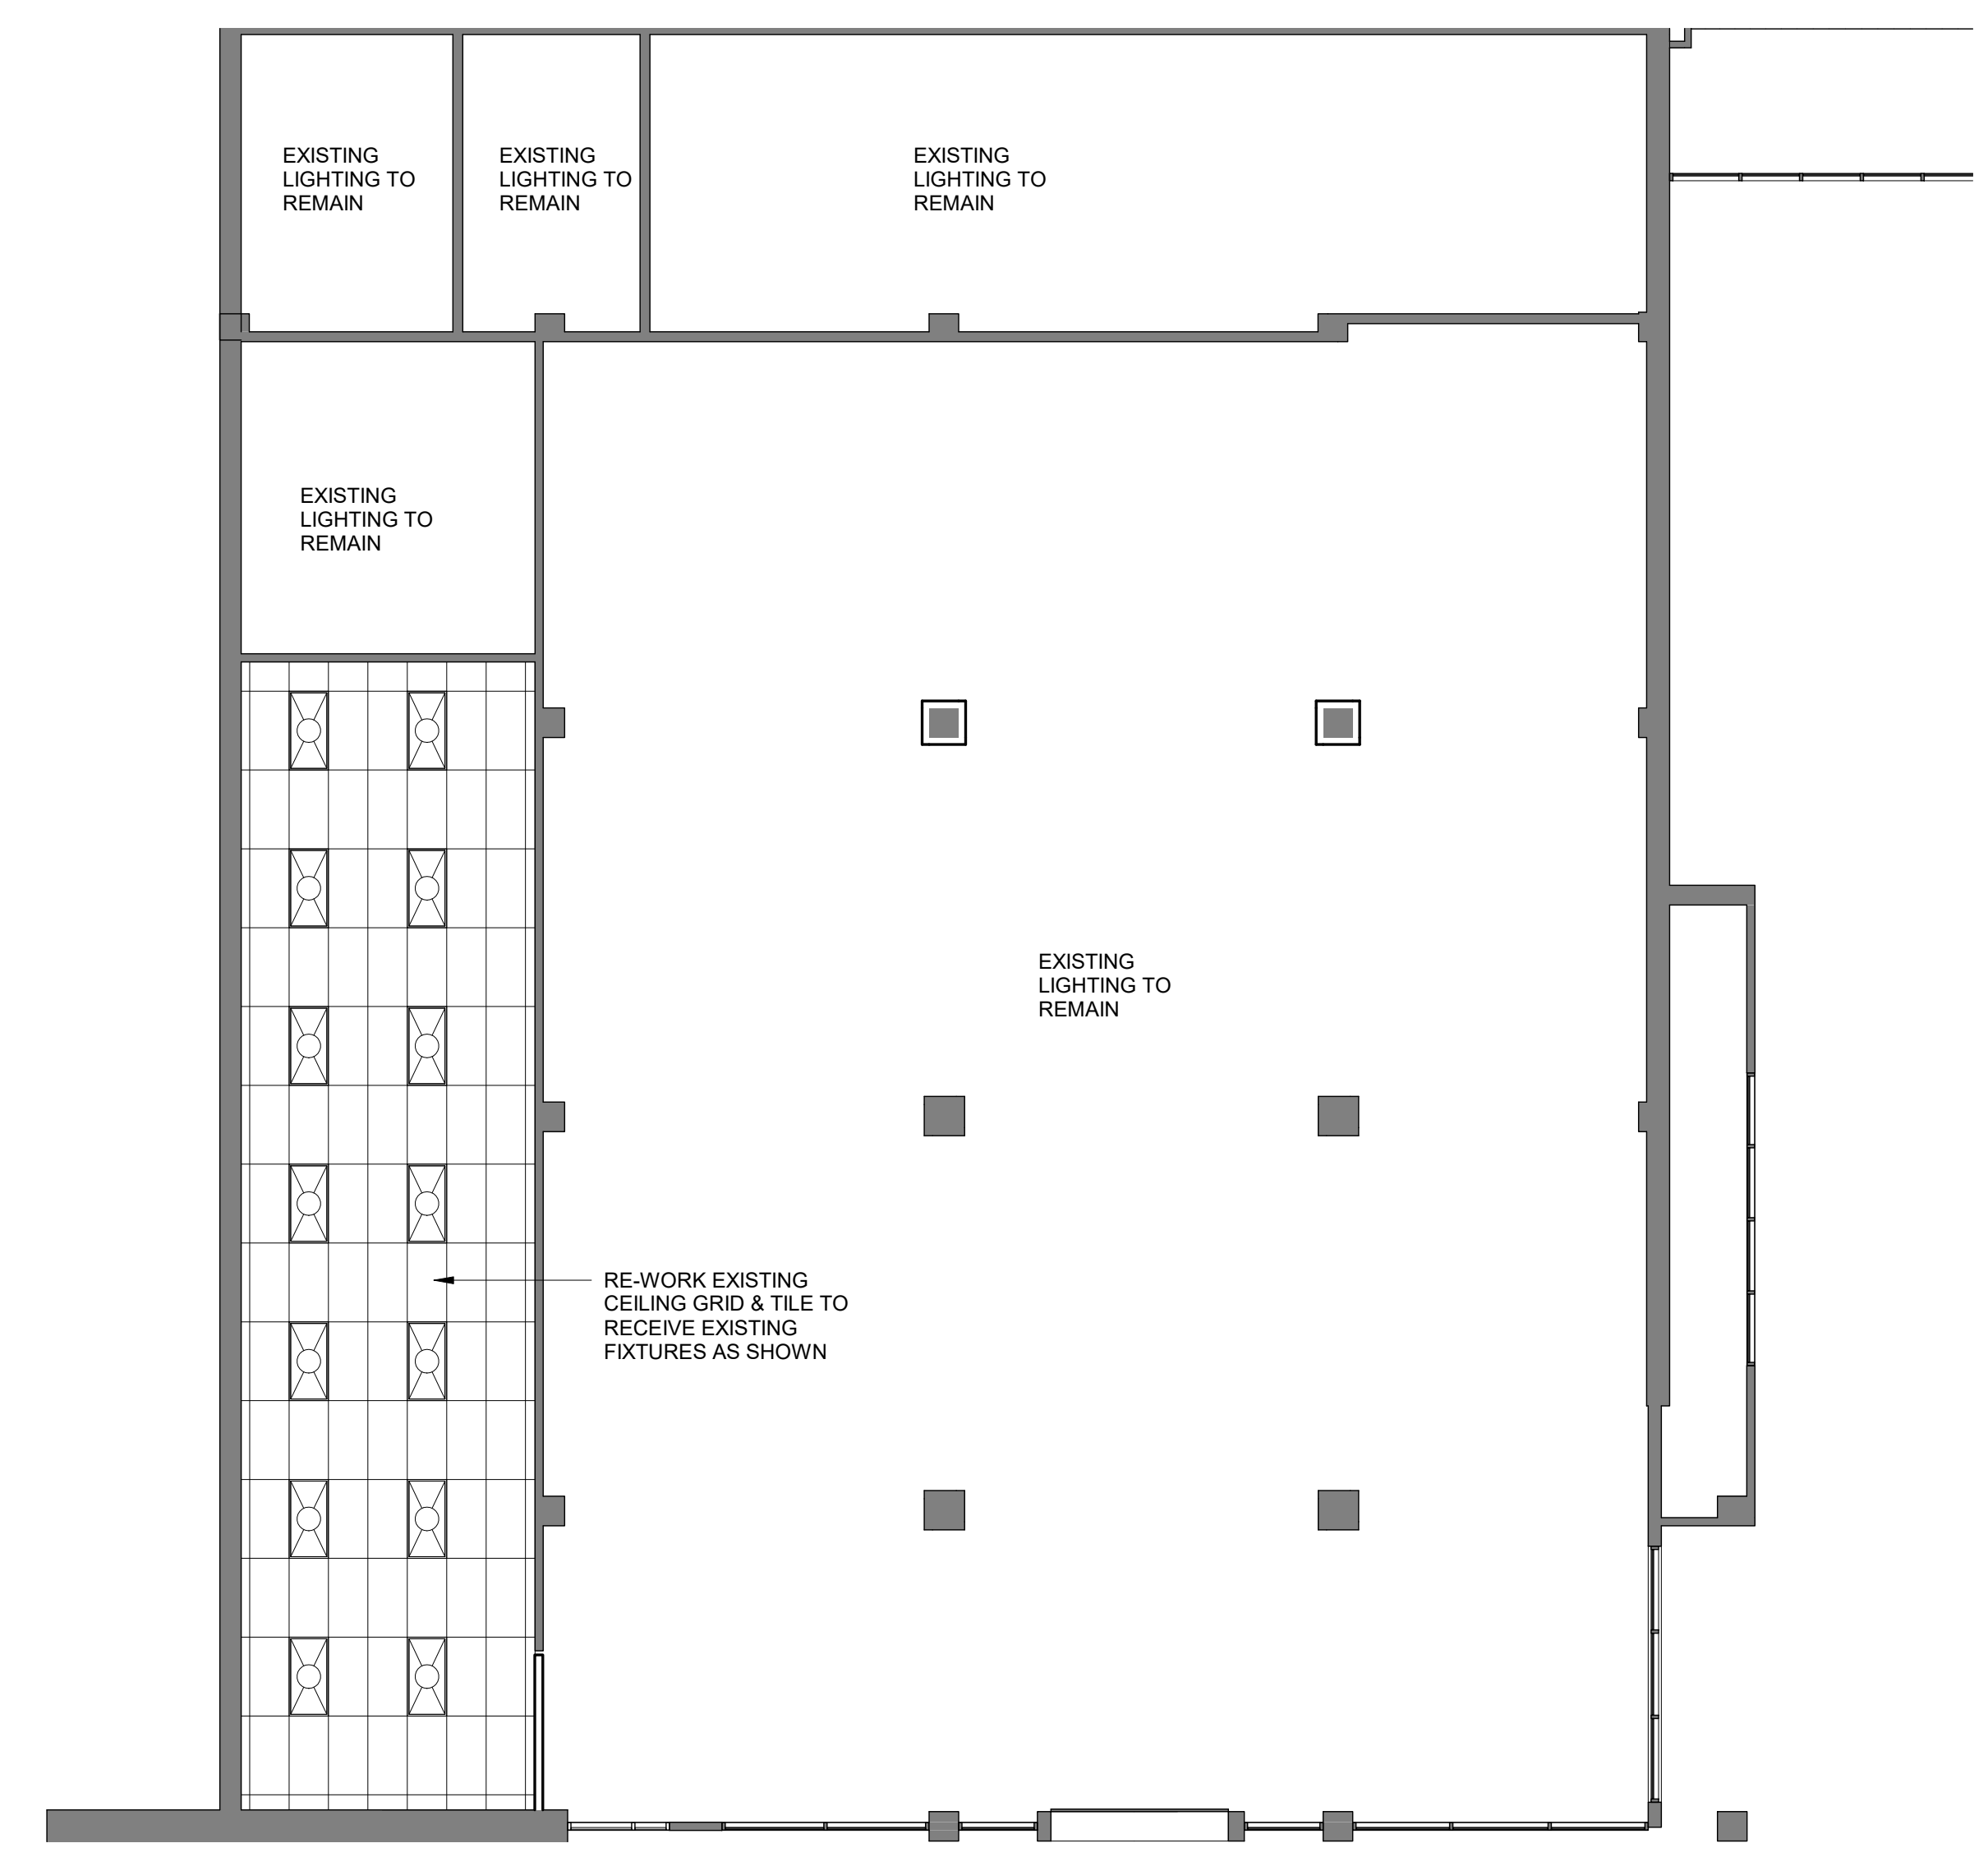 EXISTING
LIGHTING TO
REMAIN
EXISTING
LIGHTING TO
REMAIN
EXISTING
LIGHTING TO
REMAIN
EXISTING
LIGHTING TO
REMAIN
EXISTING
LIGHTING TO
REMAIN
RE-WORK EXISTING
CEILING GRID & TILE TO
RECEIVE EXISTING
FIXTURES AS SHOWN